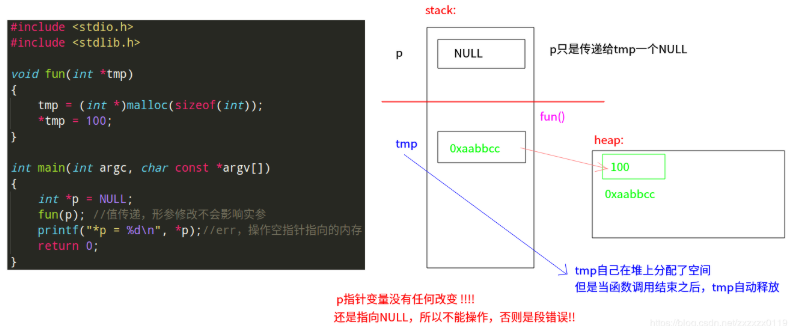 #include <stdio.h>
#include <stdlib.h>
void fun(int *tmp)
{
tmp = (int *)malloc(sizeof(int));
*tmp = 100;
}
int main(int argc, char const *argv[])
{
int *p = NULL;
fun(p); //值传递，形参修改不会影响实参
printf("*p = %d\n", *p);//err，操作空指针指向的内存
return 0;
}
stack:
p
NULL
p只是传递给tmp一个NULL
fun()
tmp
0xaabbcc
heap:
100
0xaabbcc
tmp自己在堆上分配了空间
但是当函数调用结束之后，tmp自动释放
p指针变量没有任何改变 !!!!
还是指向NULL，所以不能操作，否则是段错误!!